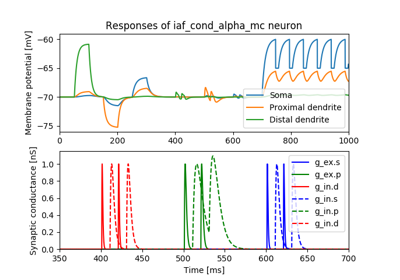 Responses of iaf_cond_alpha_mc neuron
Membrane potential [mV]
−60
−65
−70
−75
Soma
Proximal dendrite
Distal dendrite
0
200
400
600
800
1000
Synaptic conductance [nS]
1.0
0.8
0.6
0.4
0.2
0.0
g_ex.s
g_ex.p
g_in.d
g_in.s
g_in.p
g_in.d
350
400
450
500
550
600
650
700
Time [ms]